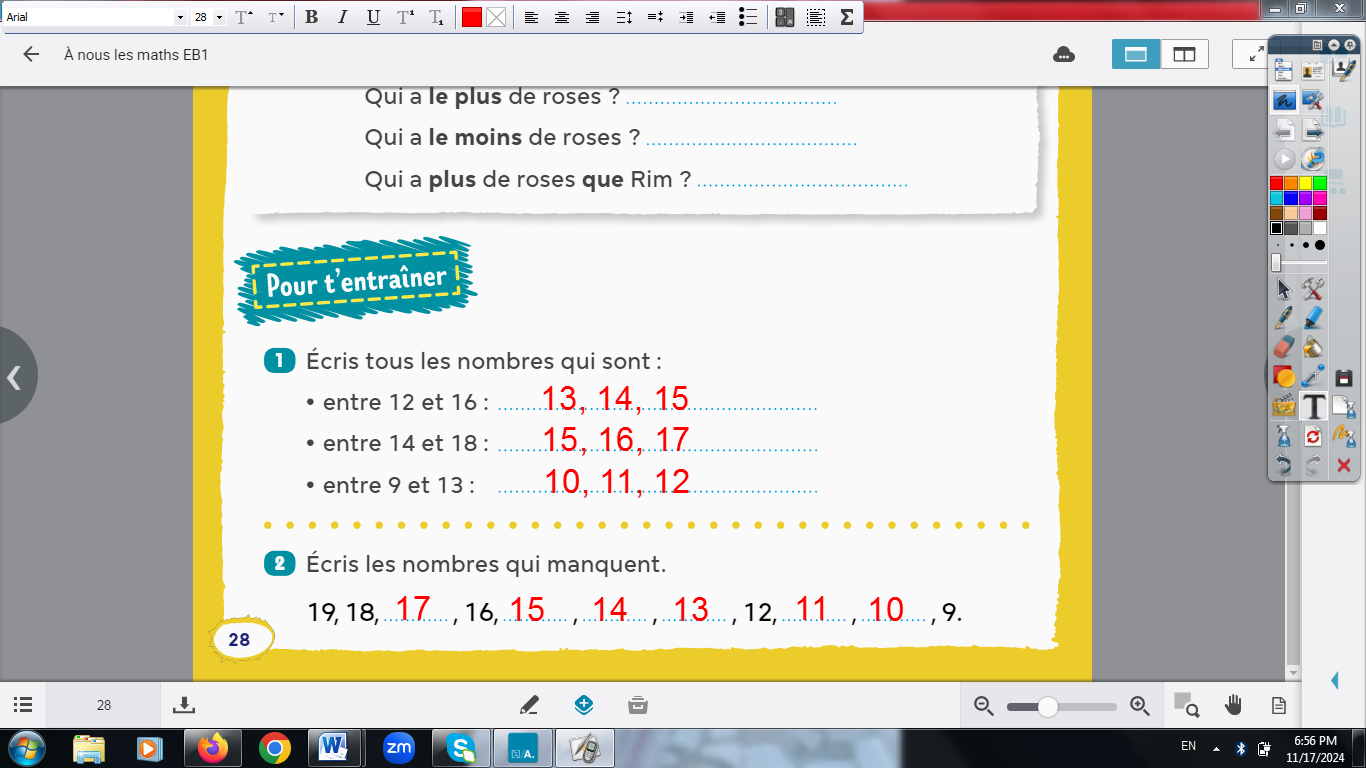 Arial 28 B I U
À nous les maths EB1
Qui a le plus de roses ? ....................................
Qui a le moins de roses ? ....................................
Qui a plus de roses que Rim ? ....................................
Pour t'entraîner
1 Écris tous les nombres qui sont :
• entre 12 et 16 : 13, 14, 15
• entre 14 et 18 : 15, 16, 17
• entre 9 et 13 : 10, 11, 12
2 Écris les nombres qui manquent.
19, 18, 17, 16, 15, 14, 13, 12, 11, 10, 9.
28
28
EN 6:56 PM
11/17/2024